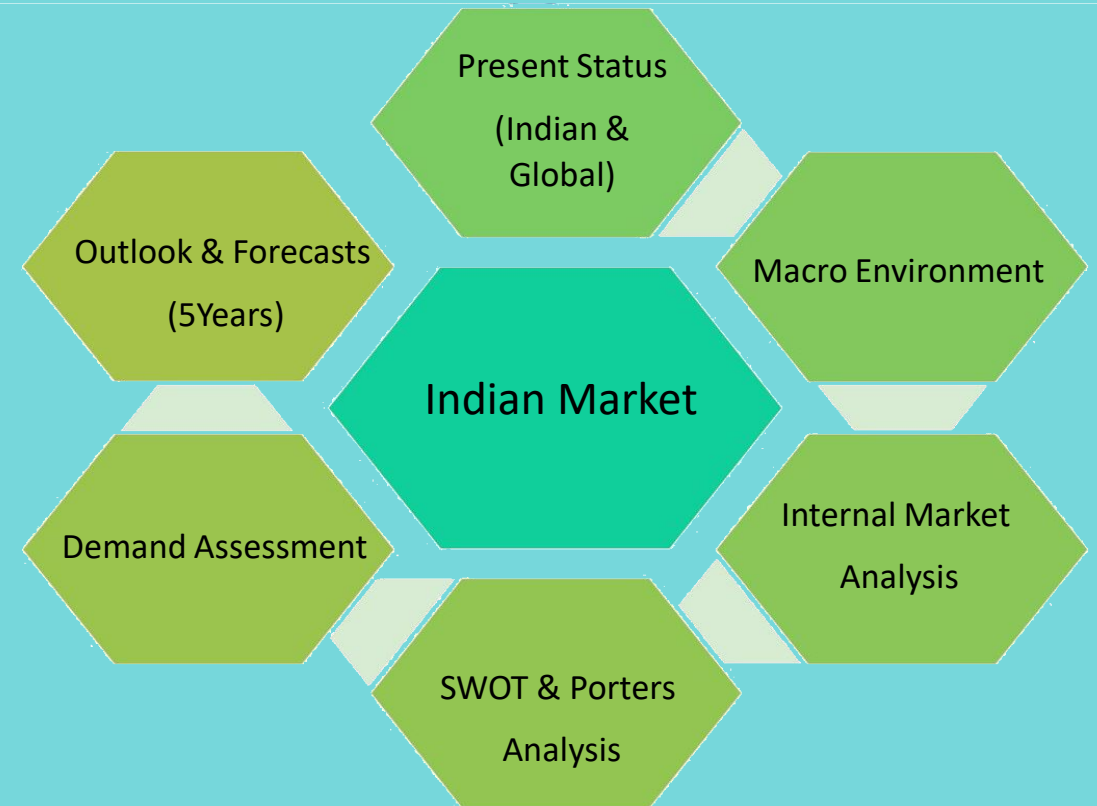 Present Status
(Indian &
Global)
Macro Environment
Internal Market
Analysis
SWOT & Porters
Analysis
Demand Assessment
Outlook & Forecasts
(5Years)
Indian Market